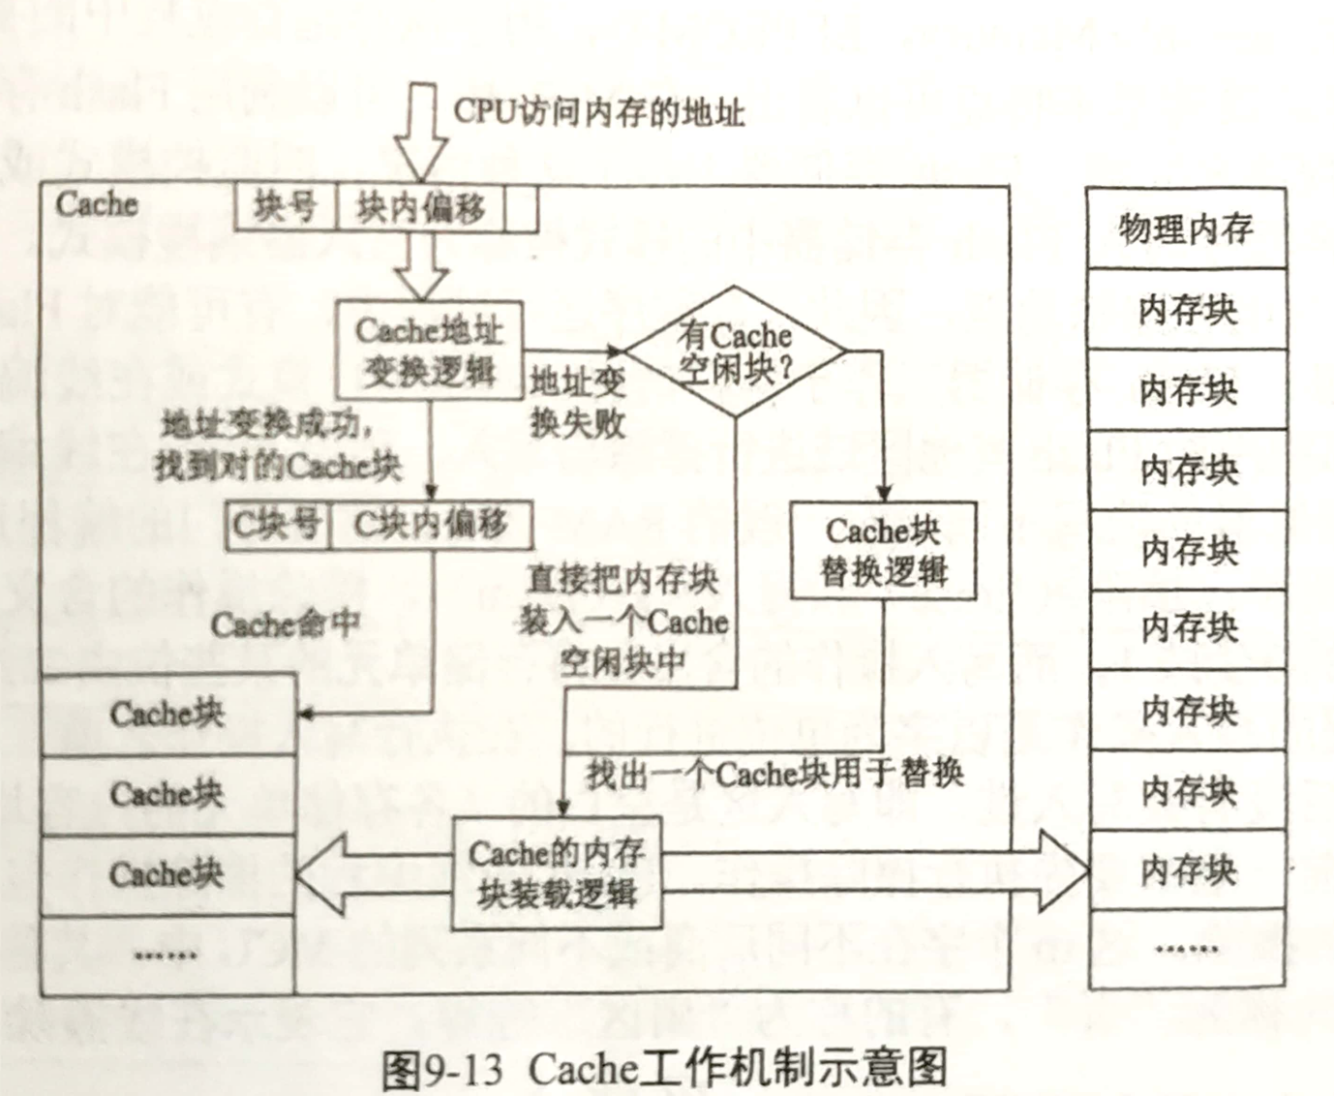 CPU访问内存的地址
Cache
块号 块内偏移
物理内存
内存块
内存块
内存块
内存块
内存块
内存块
内存块
内存块
……
Cache地址
变换逻辑
地址变
换失败
有Cache
空闲块?
地址变换成功,
找到对的Cache块
C块号 C块内偏移
Cache块
替换逻辑
直接把内存块
装入一个Cache
空闲块中
Cache命中
找出一个Cache块用于替换
Cache块
Cache块
Cache块
……
Cache的内存
块装载逻辑
图9-13 Cache工作机制示意图